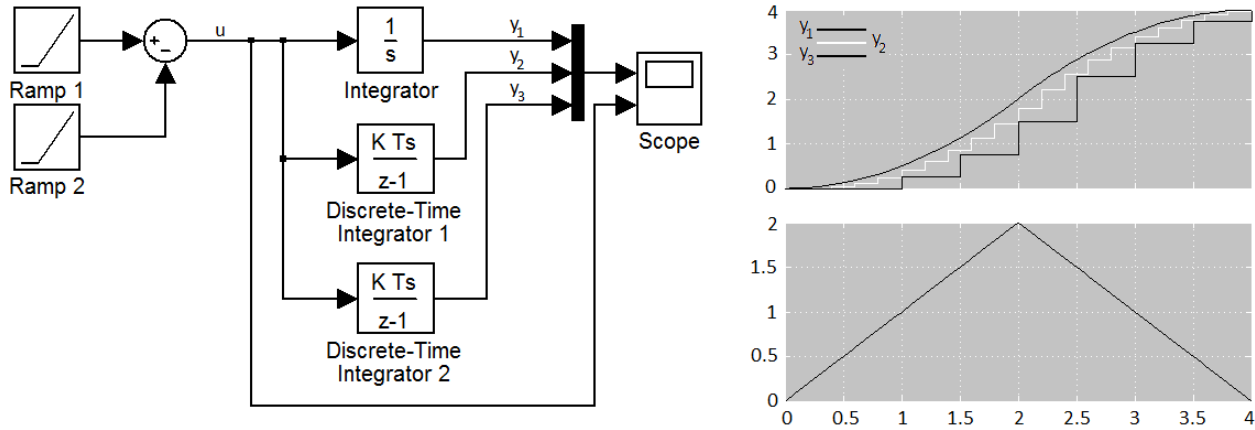 Ramp 1
Ramp 2
+
−
u
1
s
Integrator
K Ts
z-1
Discrete-Time
Integrator 1
K Ts
z-1
Discrete-Time
Integrator 2
y1
y2
y3
Scope
4
3
2
1
0
y1
y2
y3
2
1.5
1
0.5
0
0 0.5 1 1.5 2 2.5 3 3.5 4